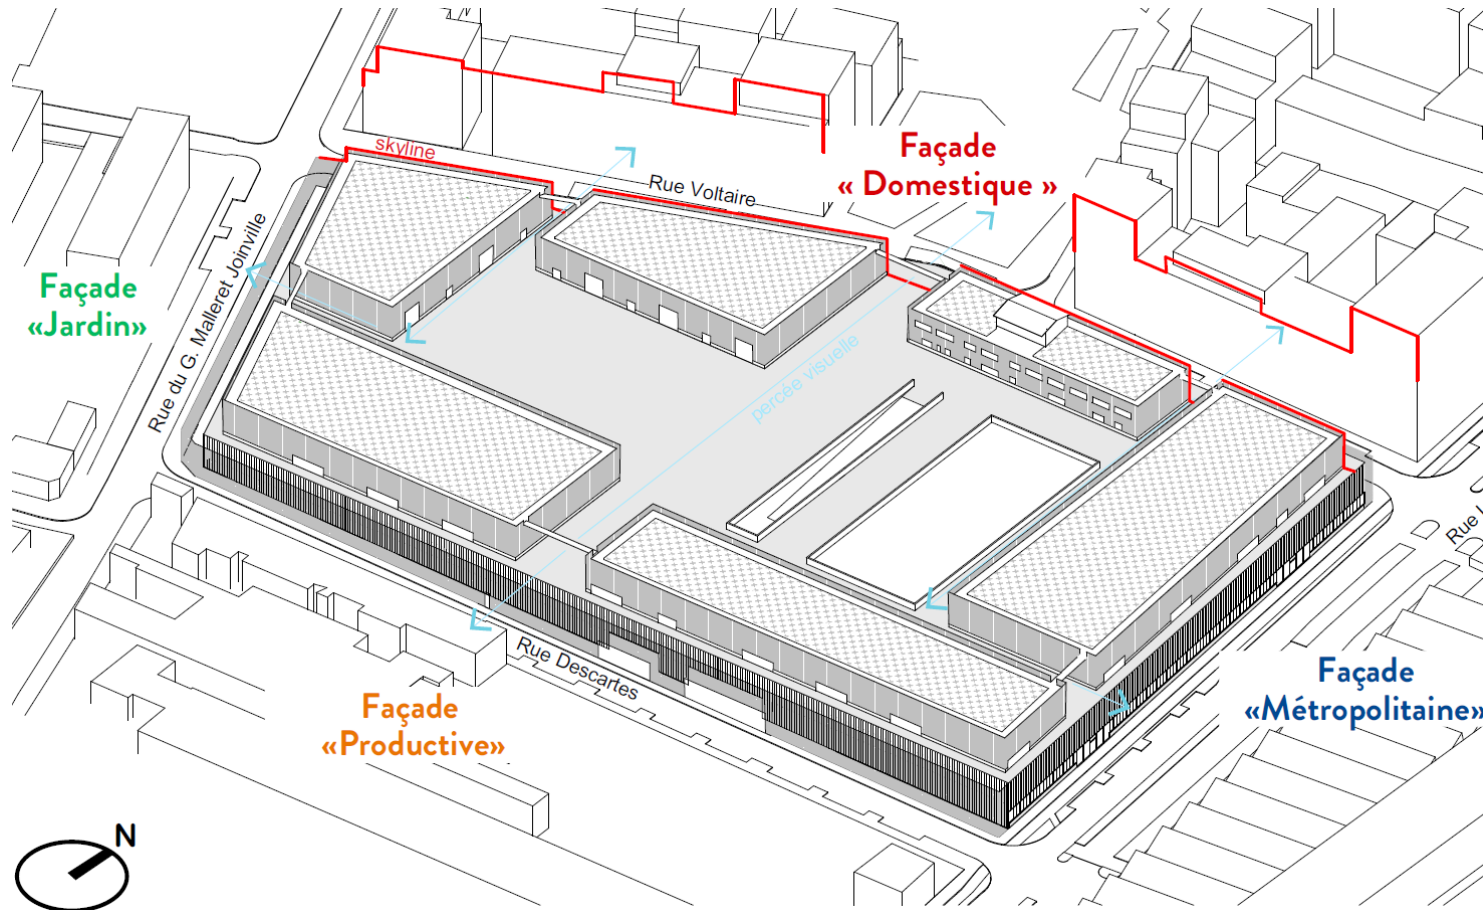 skyline
Rue Voltaire
Façade
« Domestique »
Façade
«Jardin»
Rue du G. Malleret Joinville
percée visuelle
Rue
Rue Descartes
Façade
«Productive»
Façade
«Métropolitaine»
N